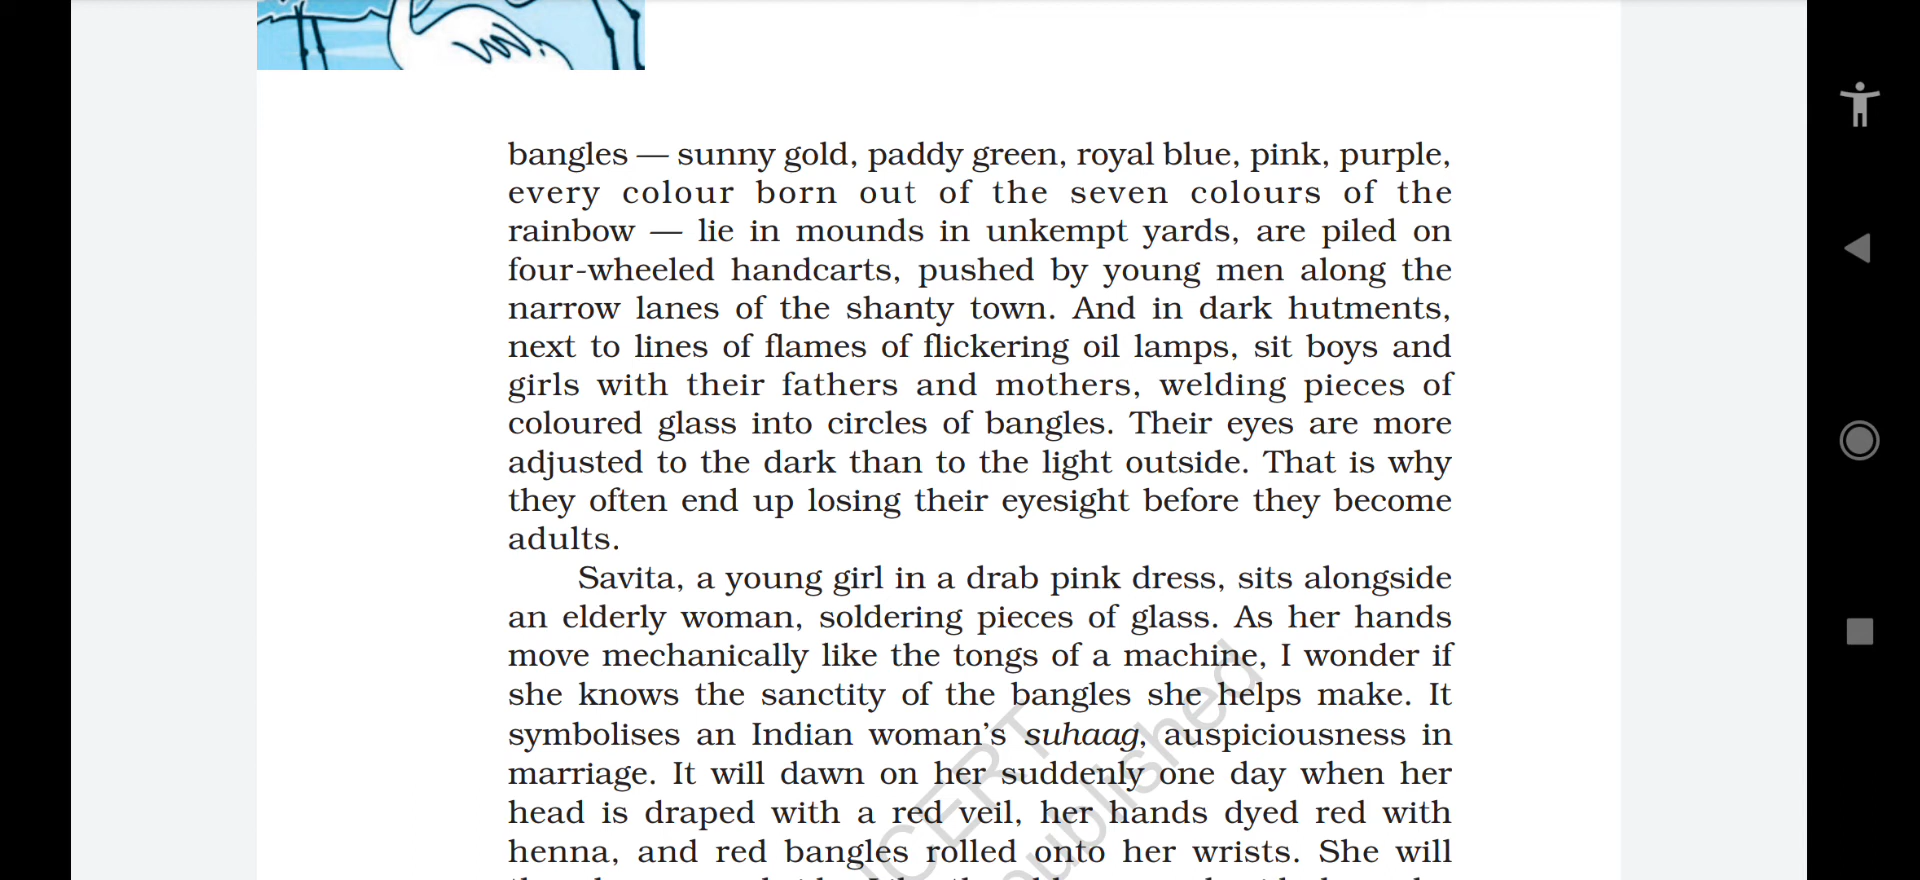 bangles — sunny gold, paddy green, royal blue, pink, purple,
every colour born out of the seven colours of the
rainbow — lie in mounds in unkempt yards, are piled on
four-wheeled handcarts, pushed by young men along the
narrow lanes of the shanty town. And in dark hutments,
next to lines of flames of flickering oil lamps, sit boys and
girls with their fathers and mothers, welding pieces of
coloured glass into circles of bangles. Their eyes are more
adjusted to the dark than to the light outside. That is why
they often end up losing their eyesight before they become
adults.
Savita, a young girl in a drab pink dress, sits alongside
an elderly woman, soldering pieces of glass. As her hands
move mechanically like the tongs of a machine, I wonder if
she knows the sanctity of the bangles she helps make. It
symbolises an Indian woman’s suhaag, auspiciousness in
marriage. It will dawn on her suddenly one day when her
head is draped with a red veil, her hands dyed red with
henna, and red bangles rolled onto her wrists. She will
NCERT
published